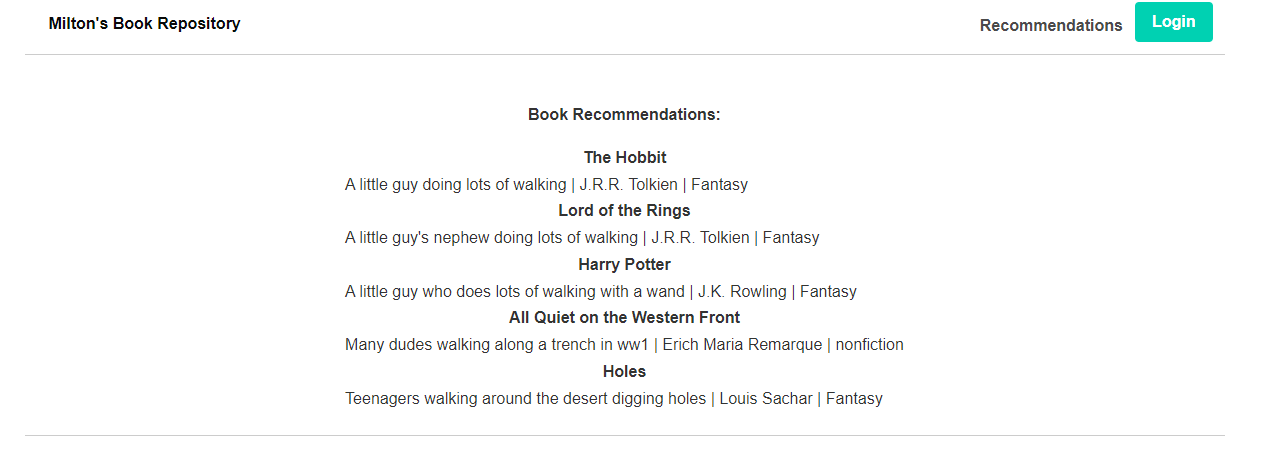 Milton's Book Repository
Recommendations
Login
Book Recommendations:
The Hobbit
A little guy doing lots of walking | J.R.R. Tolkien | Fantasy
Lord of the Rings
A little guy's nephew doing lots of walking | J.R.R. Tolkien | Fantasy
Harry Potter
A little guy who does lots of walking with a wand | J.K. Rowling | Fantasy
All Quiet on the Western Front
Many dudes walking along a trench in ww1 | Erich Maria Remarque | nonfiction
Holes
Teenagers walking around the desert digging holes | Louis Sachar | Fantasy